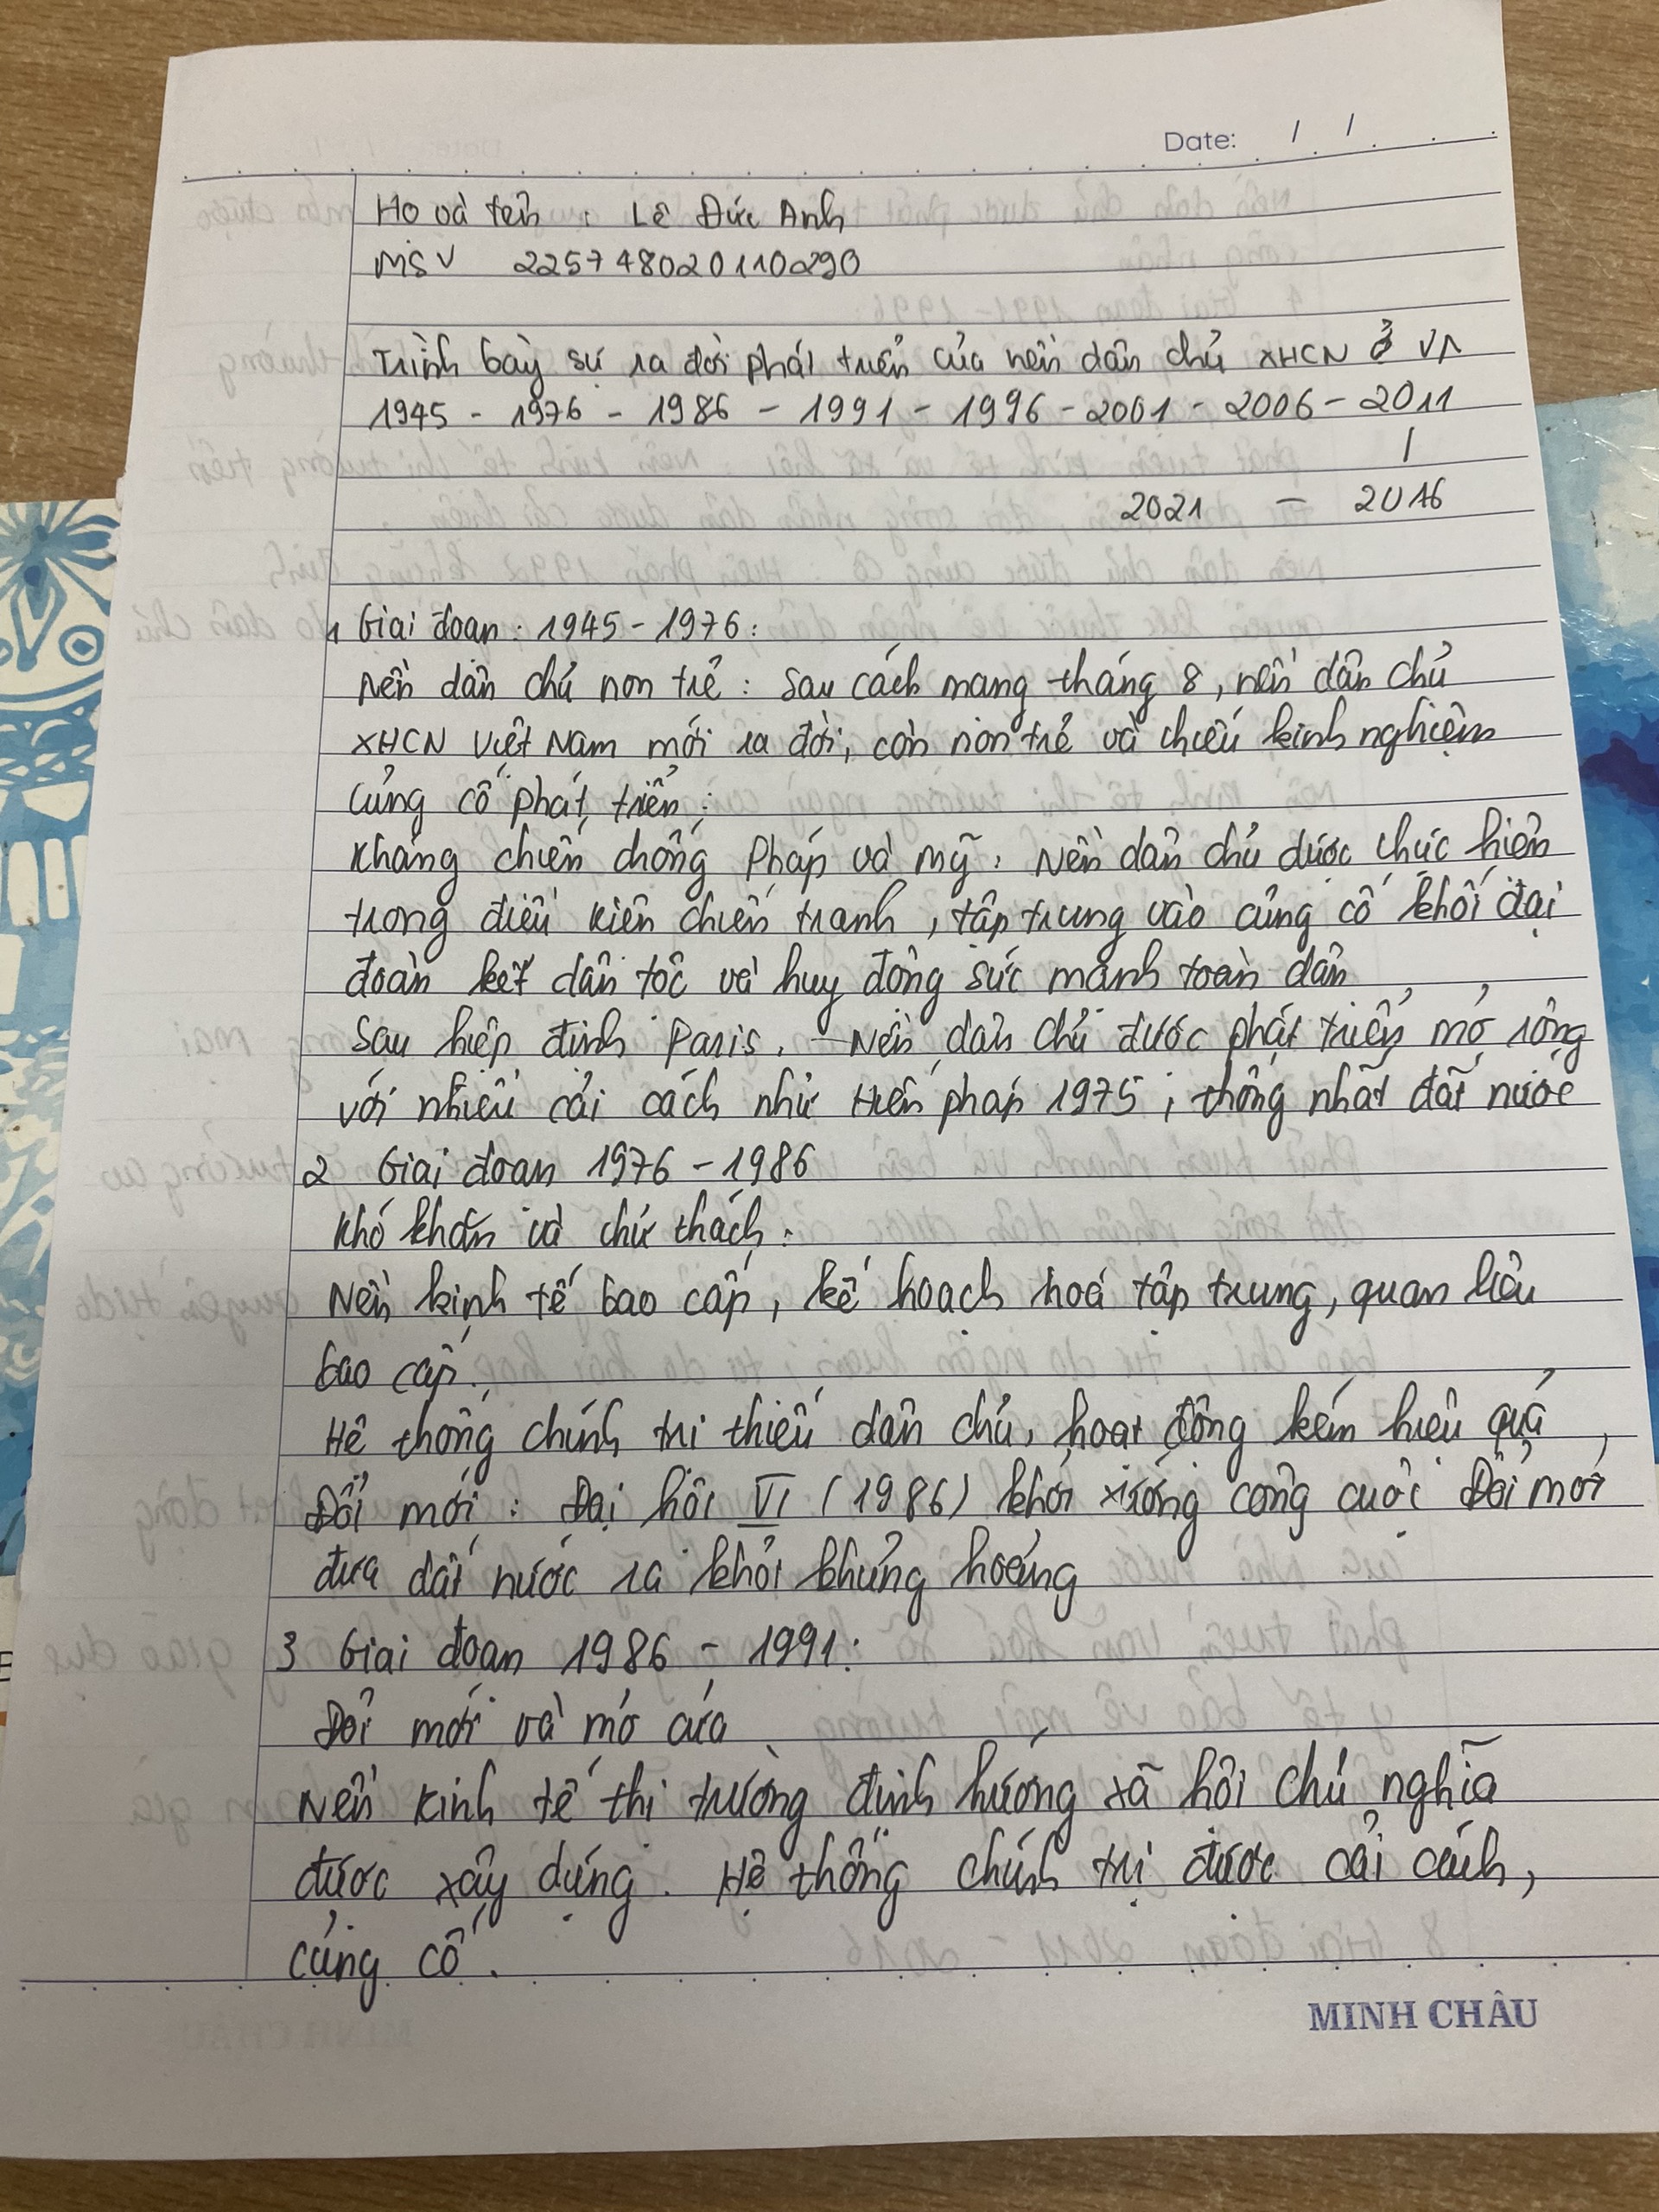 Date: / /
Họ và tên : Lê Đức Anh
MSV 225748020110290
Trình bày sự ra đời phát triển của nền dân chủ XHCN ở VN
1945 - 1976 - 1986 - 1991 - 1996 - 2001 - 2006 - 2011
|
2021 - 2016
1 Giai đoạn : 1945 - 1976 :
Nền dân chủ non trẻ : Sau cách mạng tháng 8, nền dân chủ
XHCN Việt Nam mới ra đời, còn non trẻ và thiếu kinh nghiệm
Củng cố phát triển :
Kháng chiến chống Pháp và Mỹ : Nền dân chủ được thực hiện
trong điều kiện chiến tranh, tập trung vào củng cố khối đại
đoàn kết dân tộc và huy động sức mạnh toàn dân
Sau hiệp định Paris. Nền dân chủ được phát triển mở rộng
với nhiều cải cách như Hiến pháp 1975 ; thống nhất đất nước
2 Giai đoạn 1976 - 1986
Khó khăn và thử thách :
Nền kinh tế bao cấp, kế hoạch hoá tập trung, quan liêu
bao cấp.
Hệ thống chính trị thiếu dân chủ, hoạt động kém hiệu quả,
Đổi mới : Đại hội VI (1986) khởi xướng công cuộc Đổi mới
đưa đất nước ra khỏi khủng hoảng
3 Giai đoạn 1986 - 1991 :
Đổi mới và mở cửa
Nền kinh tế thị trường định hướng xã hội chủ nghĩa
được xây dựng. Hệ thống chính trị được cải cách,
củng cố.
MINH CHÂU